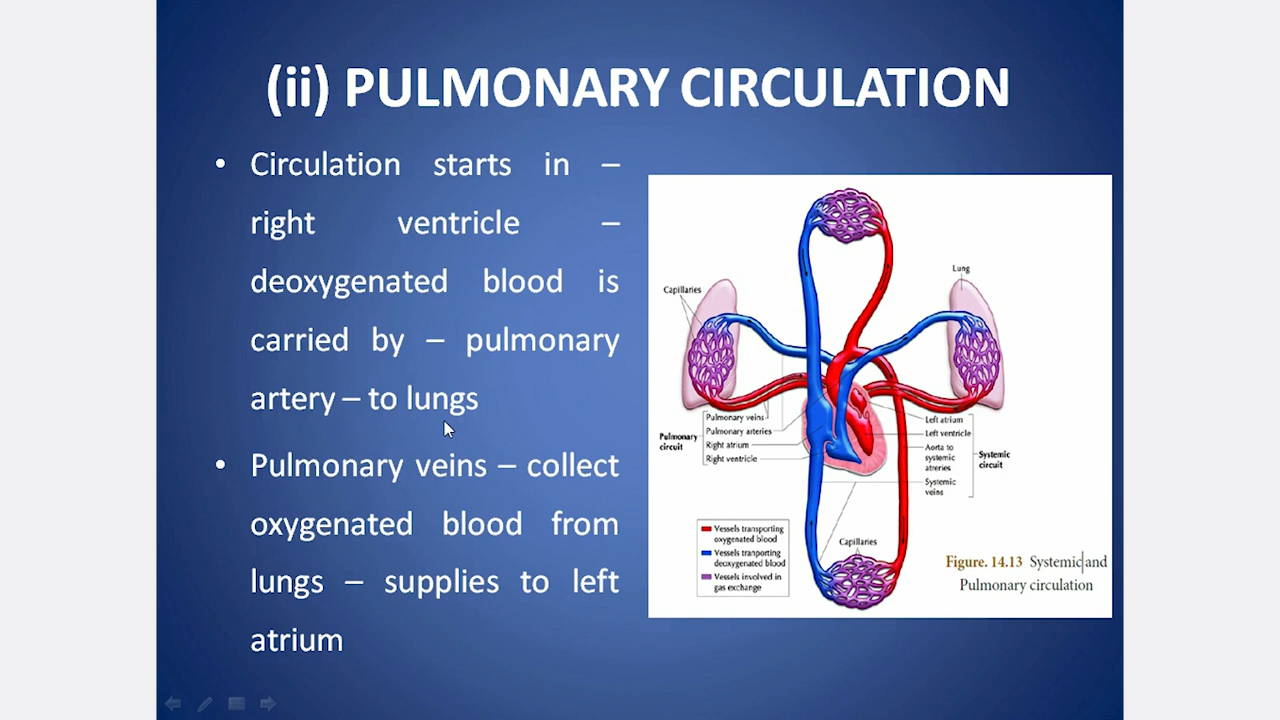 (ii) PULMONARY CIRCULATION
• Circulation starts in –
right ventricle –
deoxygenated blood is
carried by – pulmonary
artery – to lungs
• Pulmonary veins – collect
oxygenated blood from
lungs – supplies to left
atrium
Lung
Capillaries
Pulmonary veins
Pulmonary arteries
Right atrium
Right ventricle
Pulmonary
circuit
Left atrium
Left ventricle
Aorta to
systemic
atreries
Systemic
veins
Systemic
circuit
Capillaries
Vessels transporting
oxygenated blood
Vessels tranporting
deoxygenated blood
Vessels involved in
gas exchange
Figure. 14.13 Systemic and
Pulmonary circulation